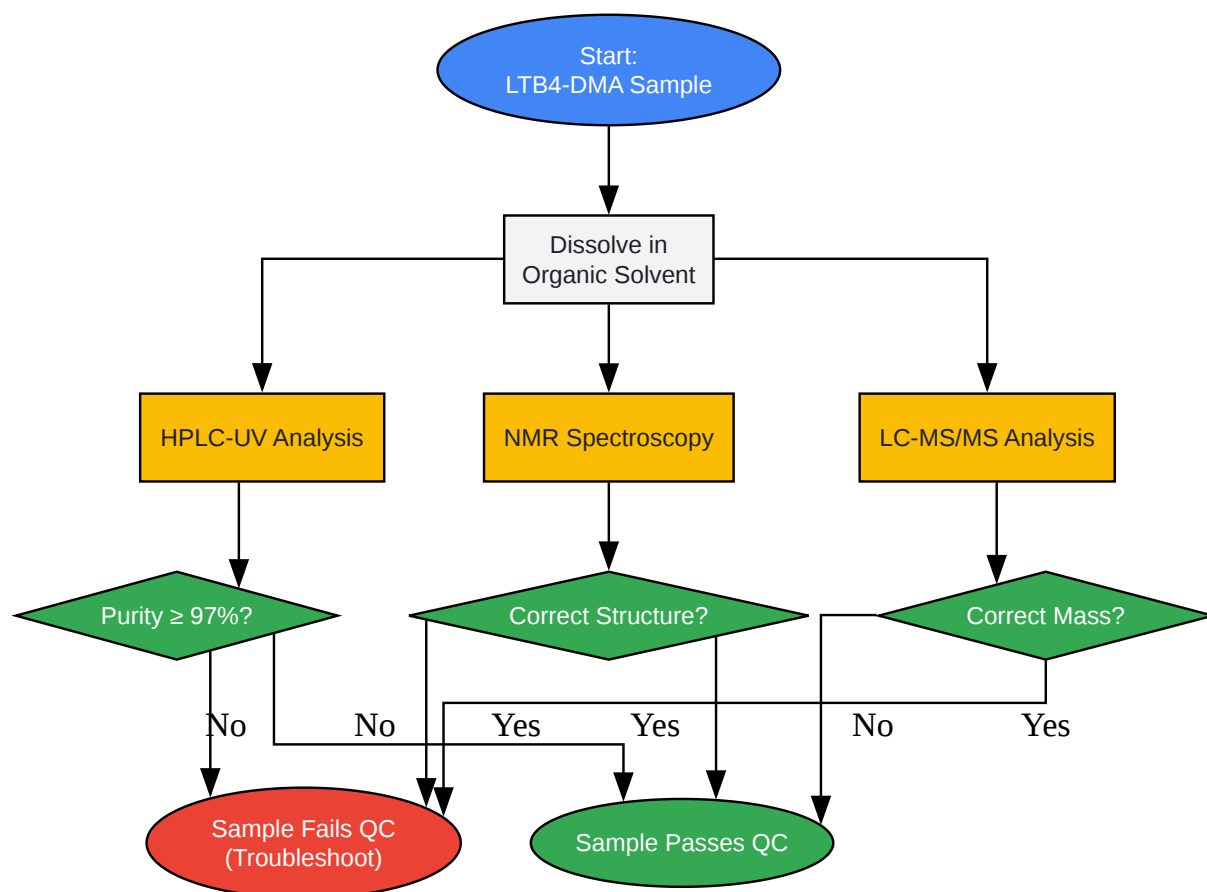 Start:
LTB4-DMA Sample
Dissolve in
Organic Solvent
HPLC-UV Analysis
NMR Spectroscopy
LC-MS/MS Analysis
Purity ≥ 97%?
Correct Structure?
Correct Mass?
No
No
Yes
Yes
No
Yes
Sample Fails QC
(Troubleshoot)
Sample Passes QC